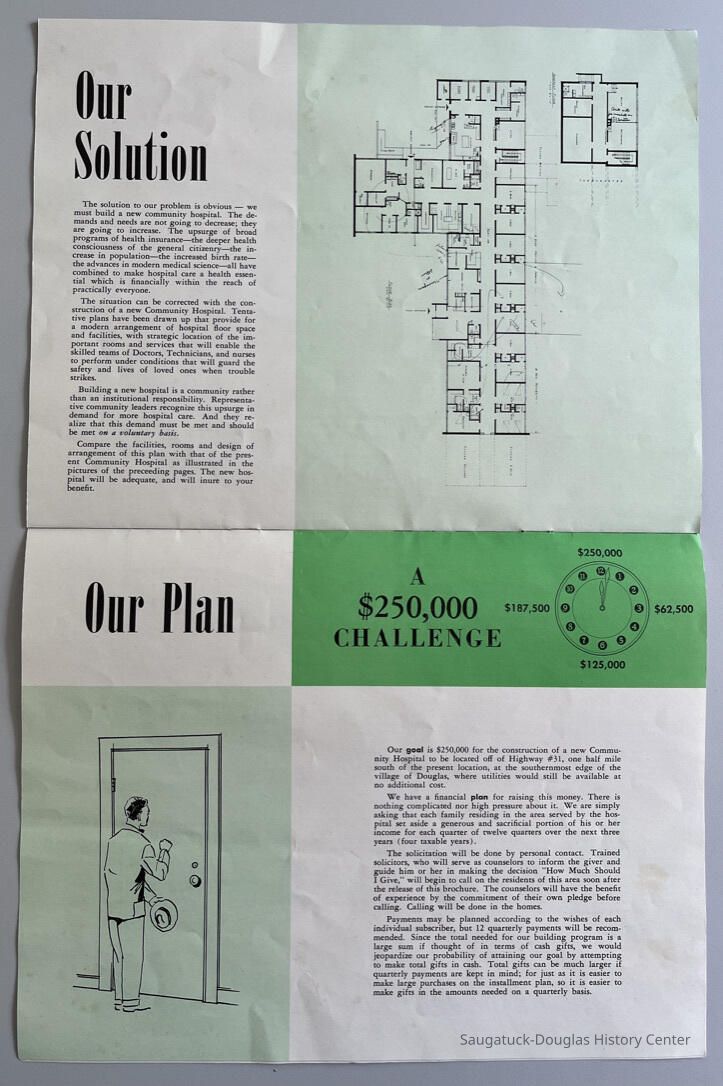 Our
Solution
The solution to our problem is obvious — we
must build a new community hospital. The de-
mands and needs are not going to decrease; they
are going to increase. The upsurge of broad
programs of health insurance—the deeper health
consciousness of the general citizenry—the in-
crease in population—the increased birth rate—
the advances in modern medical science—all have
combined to make hospital care a health essen-
tial which is financially within the reach of
practically everyone.
The situation can be corrected with the con-
struction of a new Community Hospital. Tenta-
tive plans have been drawn up that provide for
a modern arrangement of hospital floor space
and facilities, with strategic location of the im-
portant rooms and services that will enable the
skilled teams of Doctors, Technicians, and nurses
to perform under conditions that will guard the
safety and lives of loved ones when trouble
strikes.
Building a new hospital is a community rather
than an institutional responsibility. Representa-
tive community leaders recognize this upsurge in
demand for more hospital care. And they re-
alize that this demand must be met and should
be met on a voluntary basis.
Compare the facilities, rooms and design of
arrangement of this plan with that of the pres-
ent Community Hospital as illustrated in the
pictures of the preceeding pages. The new hos-
pital will be adequate, and will inure to your
benefit.
Our Plan
A
$250,000
CHALLENGE
$250,000
$187,500
$62,500
$125,000
12
1
2
3
4
5
6
7
8
9
10
11
Our goal is $250,000 for the construction of a new Commu-
nity Hospital to be located off of Highway #31, one half mile
south of the present location, at the southernmost edge of the
village of Douglas, where utilities would still be available at
no additional cost.
We have a financial plan for raising this money. There is
nothing complicated nor high pressure about it. We are simply
asking that each family residing in the area served by the hos-
pital set aside a generous and sacrificial portion of his or her
income for each quarter of twelve quarters over the next three
years (four taxable years).
The solicitation will be done by personal contact. Trained
solicitors, who will serve as counselors to inform the giver and
guide him or her in making the decision "How Much Should
I Give," will begin to call on the residents of this area soon after
the release of this brochure. The counselors will have the benefit
of experience by the commitment of their own pledge before
calling. Calling will be done in the homes.
Payments may be planned according to the wishes of each
individual subscriber, but 12 quarterly payments will be recom-
mended. Since the total needed for our building program is a
large sum if thought of in terms of cash gifts, we would
jeopardize our probability of attaining our goal by attempting
to make total gifts in cash. Total gifts can be much larger if
quarterly payments are kept in mind; for just as it is easier to
make large purchases on the installment plan, so it is easier to
make gifts in the amounts needed on a quarterly basis.
Saugatuck-Douglas History Center